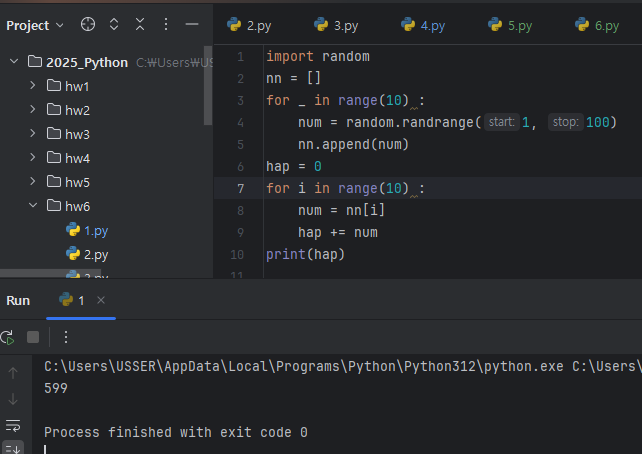 Project
2.py 3.py 4.py 5.py 6.py
2025_Python C:₩Users₩US
hw1
hw2
hw3
hw4
hw5
hw6
1.py
2.py
1 import random
2 nn = []
3 for _ in range(10) :
4 num = random.randrange( start: 1, stop: 100)
5 nn.append(num)
6 hap = 0
7 for i in range(10) :
8 num = nn[i]
9 hap += num
10 print(hap)
11
Run 1
C:\Users\USSER\AppData\Local\Programs\Python\Python312\python.exe C:\Users\
599
Process finished with exit code 0